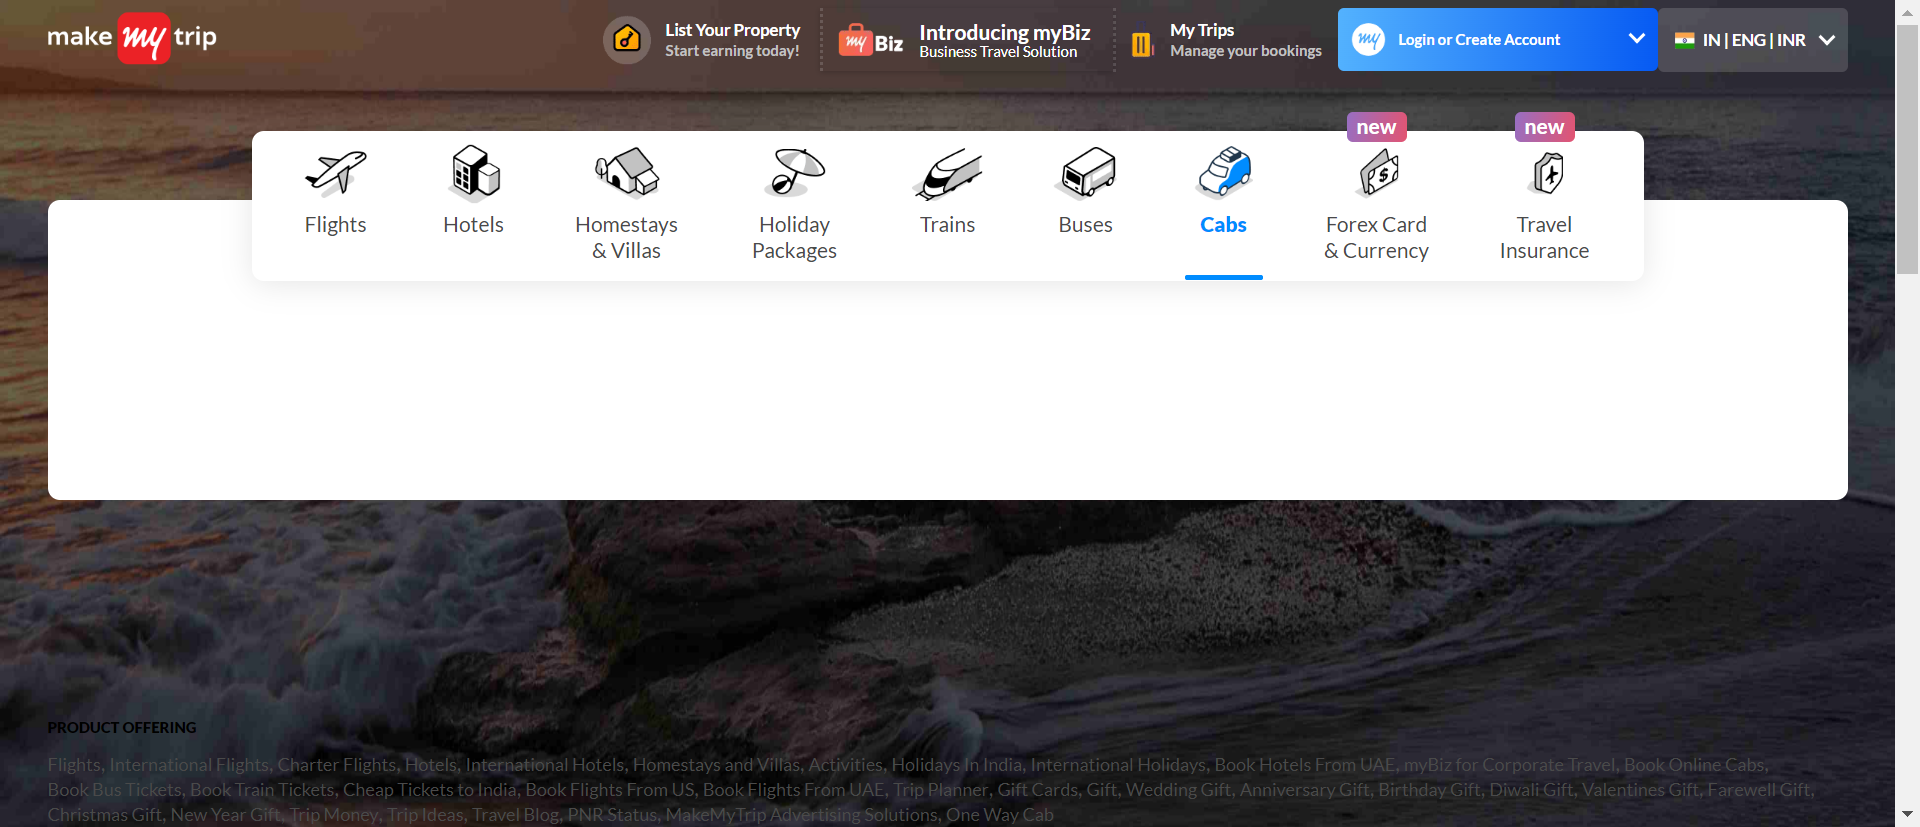 make my trip
List Your Property
Start earning today!
my Biz
Introducing myBiz
Business Travel Solution
My Trips
Manage your bookings
my
Login or Create Account
IN | ENG | INR
new
new
Flights
Hotels
Homestays
& Villas
Holiday
Packages
Trains
Buses
Cabs
Forex Card
& Currency
Travel
Insurance
PRODUCT OFFERING
Flights, International Flights, Charter Flights, Hotels, International Hotels, Homestays and Villas, Activities, Holidays In India, International Holidays, Book Hotels From UAE, myBiz for Corporate Travel, Book Online Cabs,
Book Bus Tickets, Book Train Tickets, Cheap Tickets to India, Book Flights From US, Book Flights From UAE, Trip Planner, Gift Cards, Gift, Wedding Gift, Anniversary Gift, Birthday Gift, Diwali Gift, Valentines Gift, Farewell Gift,
Christmas Gift, New Year Gift, Trip Money, Trip Ideas, Travel Blog, PNR Status, MakeMyTrip Advertising Solutions, One Way Cab